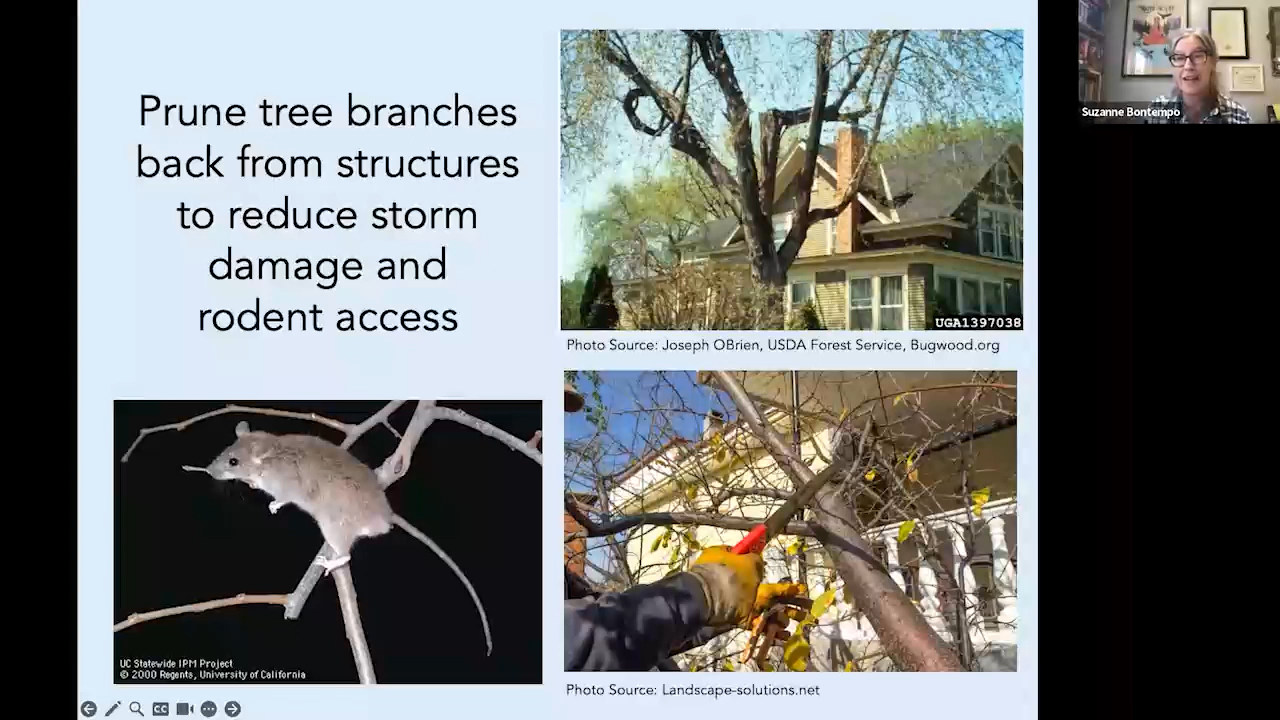 Prune tree branches
back from structures
to reduce storm
damage and
rodent access
UGA1397038
Photo Source: Joseph OBrien, USDA Forest Service, Bugwood.org
UC Statewide IPM Project
© 2000 Regents, University of California
Photo Source: Landscape-solutions.net
CC
Suzanne Bontempo